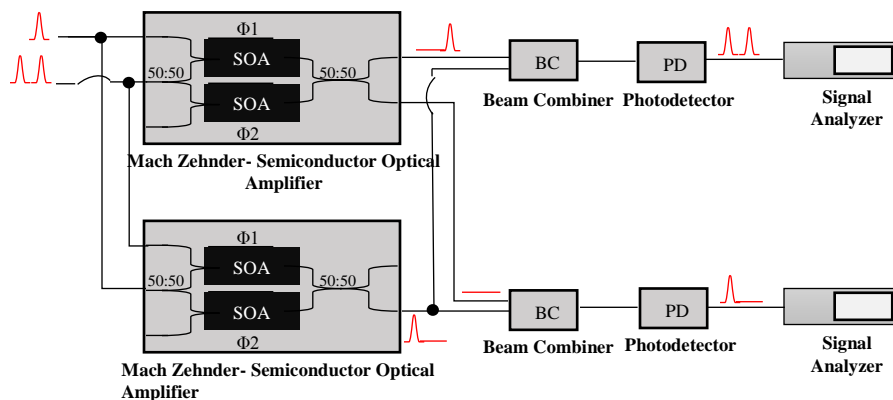 Φ1
SOA
50:50
50:50
SOA
Φ2
Mach Zehnder- Semiconductor Optical
Amplifier
BC
Beam Combiner
PD
Photodetector
Signal
Analyzer
Φ1
SOA
50:50
50:50
SOA
Φ2
Mach Zehnder- Semiconductor Optical
Amplifier
BC
Beam Combiner
PD
Photodetector
Signal
Analyzer